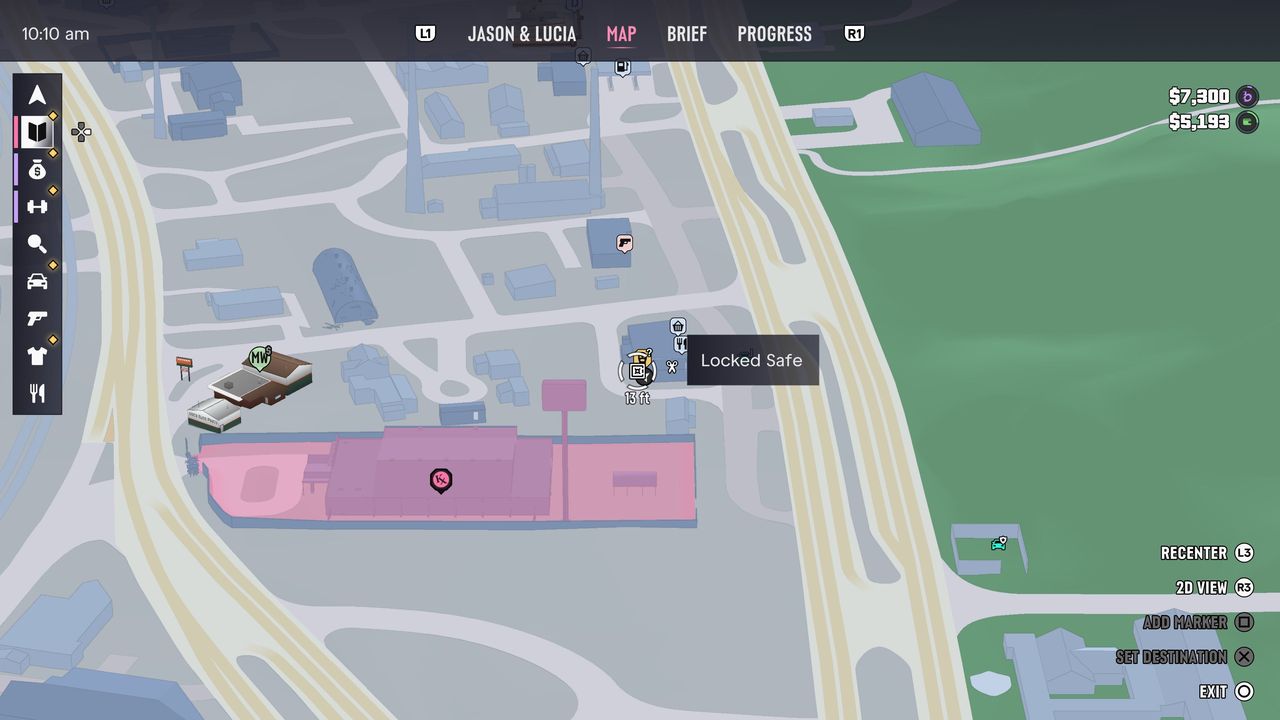 10:10 am
L1 JASON & LUCIA MAP BRIEF PROGRESS R1
$7,300
$5,193
MW
Locked Safe
13 ft
RECENTER L3
2D VIEW R3
ADD MARKER
SET DESTINATION
EXIT